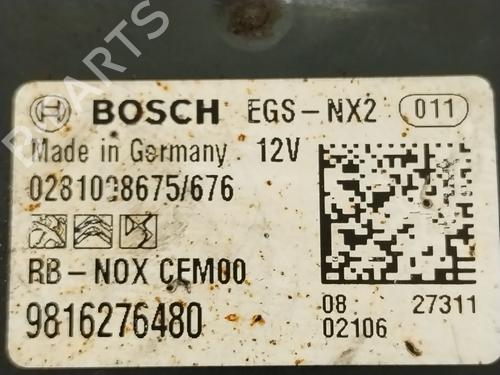 BOSCH EGS-NX2 011
Made in Germany 12V
0281008675/676
RB-NOX CEM00
9816276480
08 27311
02106